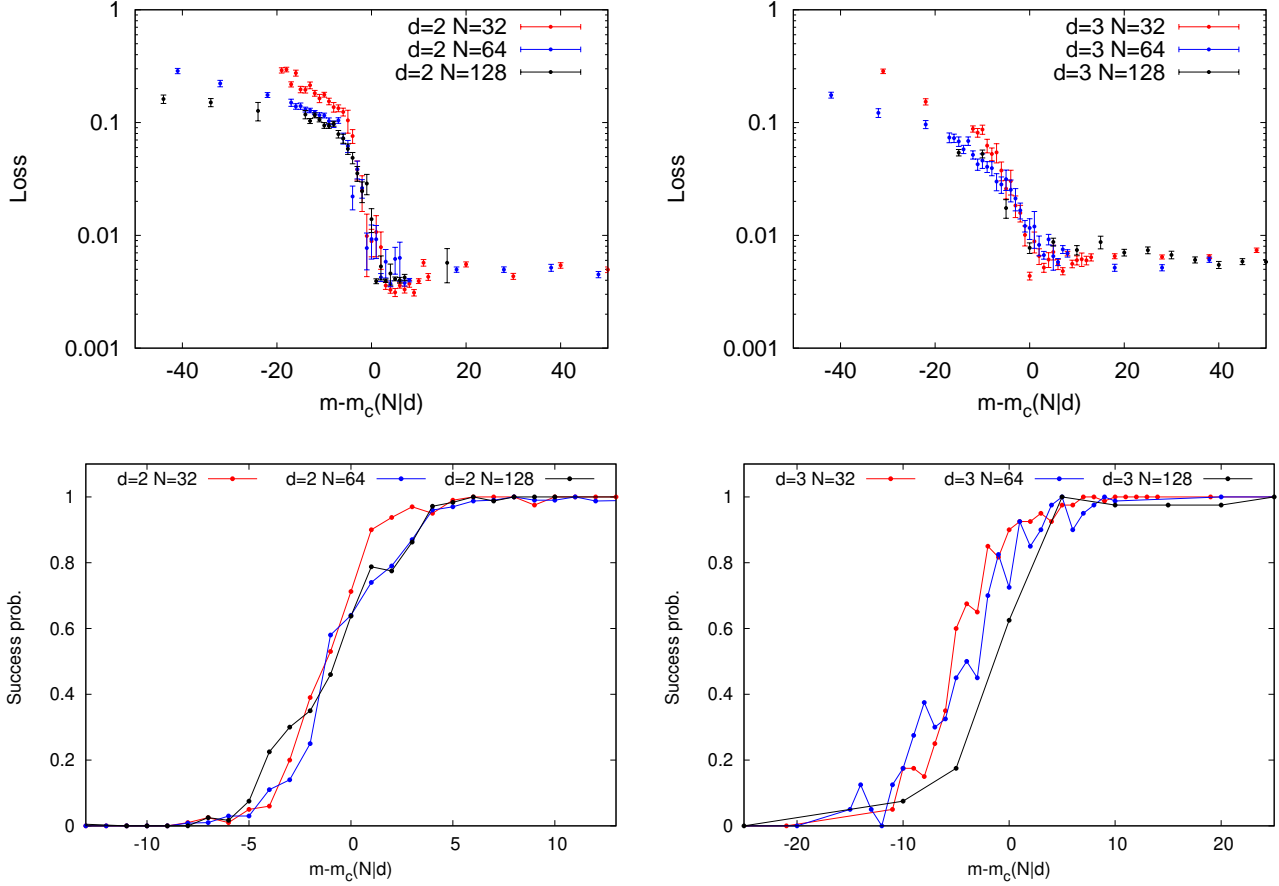 1
0.1
0.01
0.001
Loss
-40
-20
0
20
40
m-m_c(N|d)
d=2 N=32
d=2 N=64
d=2 N=128
1
0.1
0.01
0.001
Loss
-40
-20
0
20
40
m-m_c(N|d)
d=3 N=32
d=3 N=64
d=3 N=128
d=2 N=32
d=2 N=64
d=2 N=128
1
0.8
0.6
0.4
0.2
0
Success prob.
-10
-5
0
5
10
m-m_c(N|d)
d=3 N=32
d=3 N=64
d=3 N=128
1
0.8
0.6
0.4
0.2
0
Success prob.
-20
-10
0
10
20
m-m_c(N|d)